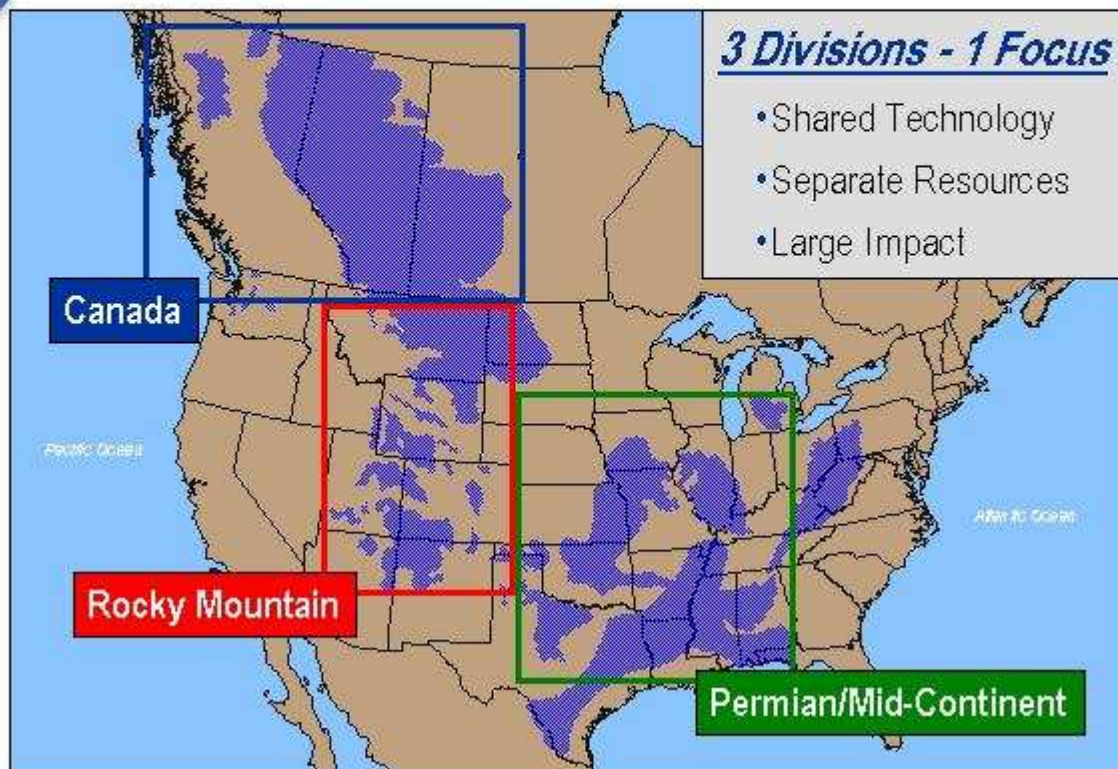 3 Divisions - 1 Focus
•Shared Technology
•Separate Resources
•Large Impact
Canada
Pacific Ocean
Atlantic Ocean
Rocky Mountain
Permian/Mid-Continent